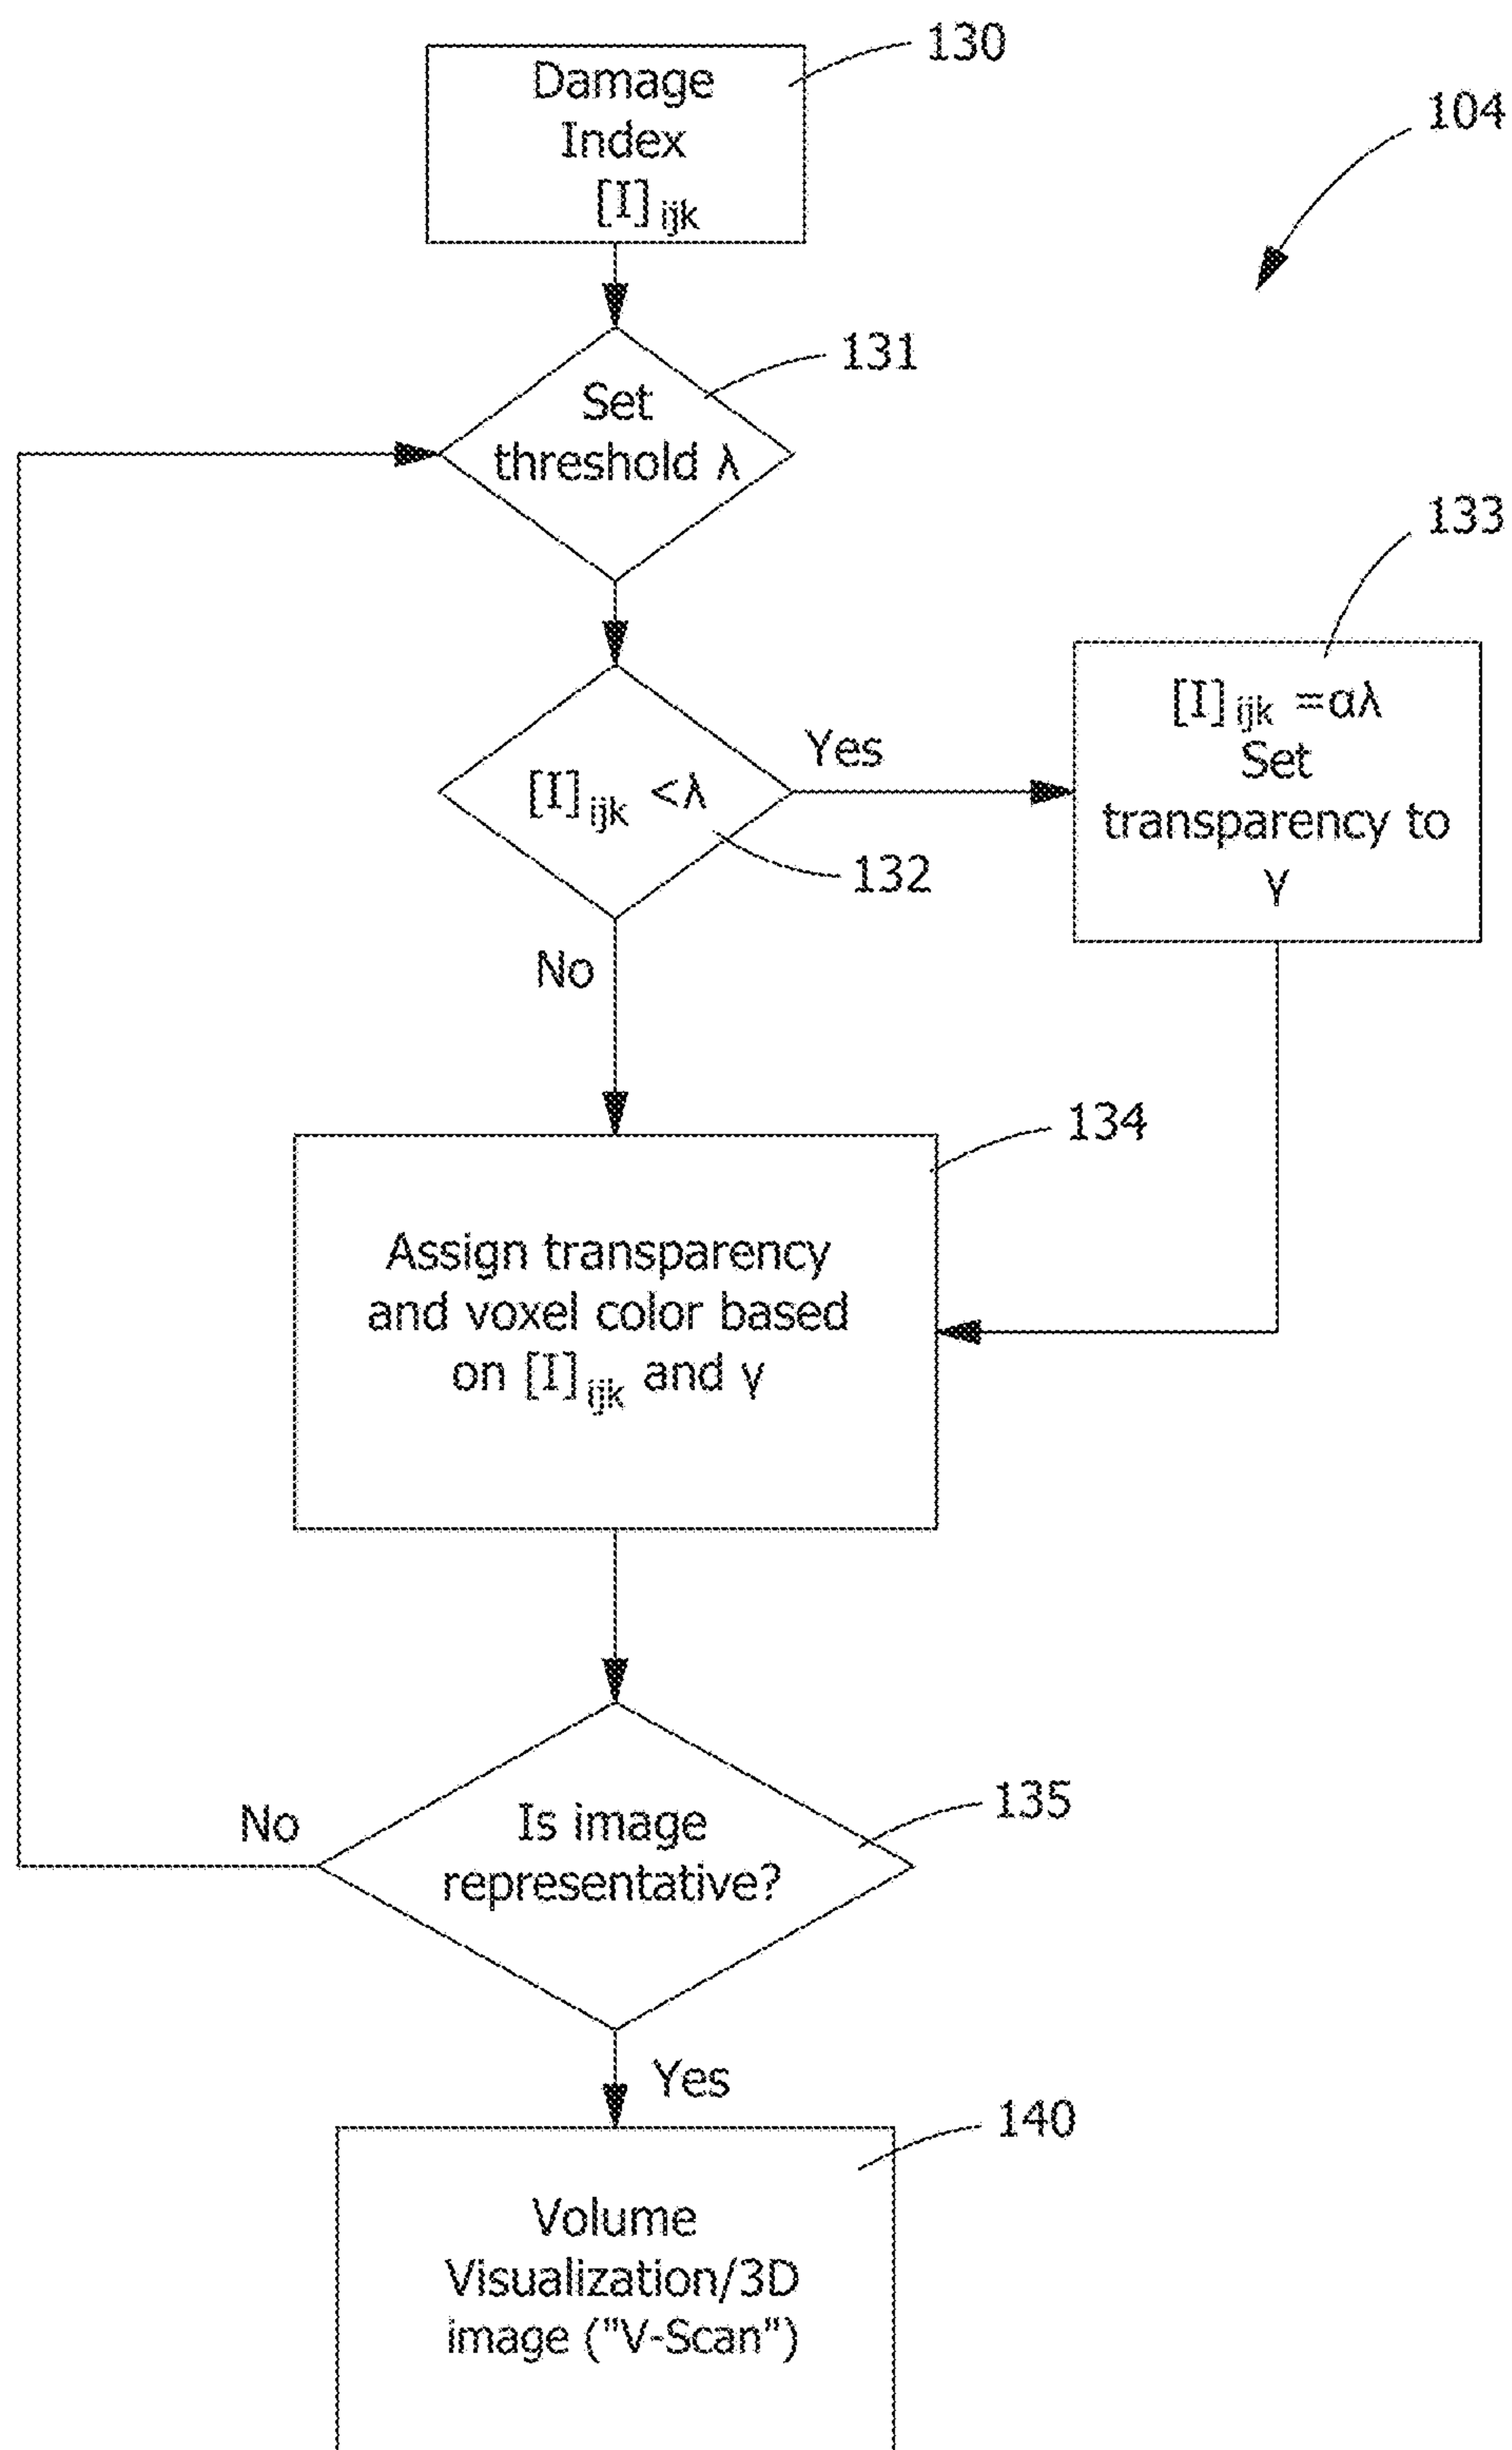 130
Damage
Index
[I] ijk
104
131
Set
threshold λ
133
[I] ijk =αλ
Set
transparency to
γ
Yes
[I] ijk <λ
132
No
134
Assign transparency
and voxel color based
on [I] ijk and γ
135
No
Is image
representative?
Yes
140
Volume
Visualization/3D
image ("V-Scan")